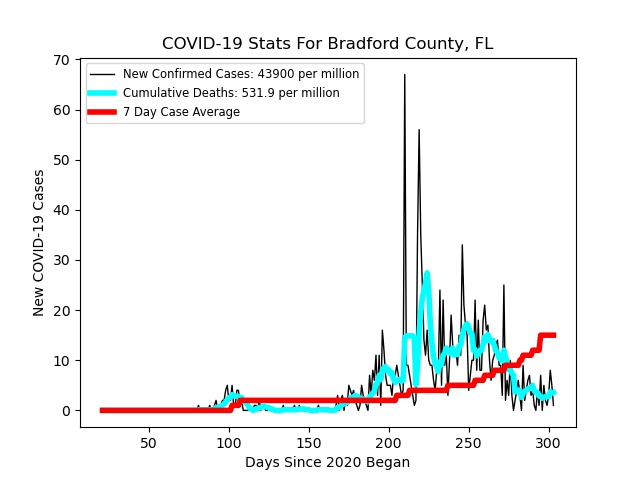 COVID-19 Stats For Bradford County, FL
New Confirmed Cases: 43900 per million
Cumulative Deaths: 531.9 per million
7 Day Case Average
70
60
50
40
30
20
10
0
New COVID-19 Cases
50 100 150 200 250 300
Days Since 2020 Began